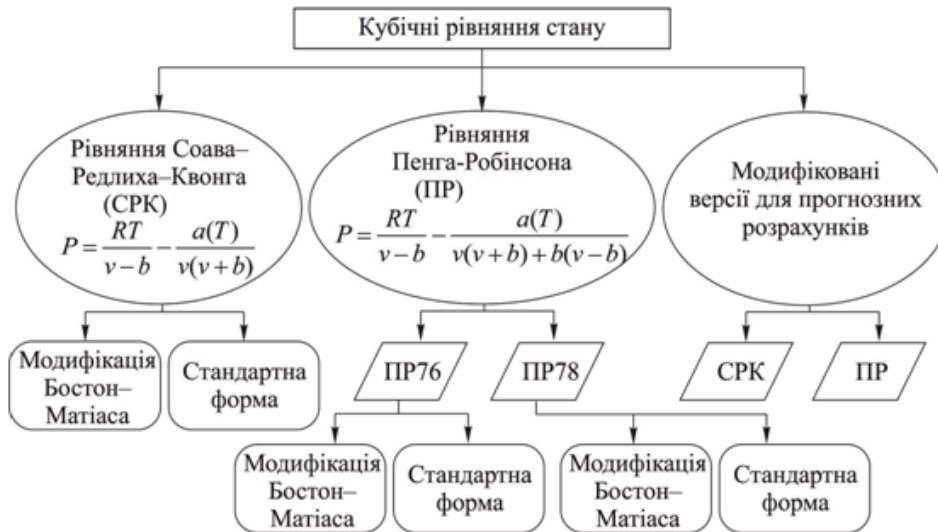 Кубічні рівняння стану
Рівняння Соава–
Редлиха–Квонга
(СРК)
P = RT/(v − b) − a(T)/(v(v + b))
Рівняння
Пенга-Робінсона
(ПР)
P = RT/(v − b) − a(T)/(v(v + b) + b(v − b))
Модифіковані
версії для прогнозних
розрахунків
Модифікація
Бостон–
Матіаса
Стандартна
форма
ПР76
ПР78
СРК
ПР
Модифікація
Бостон–
Матіаса
Стандартна
форма
Модифікація
Бостон–
Матіаса
Стандартна
форма